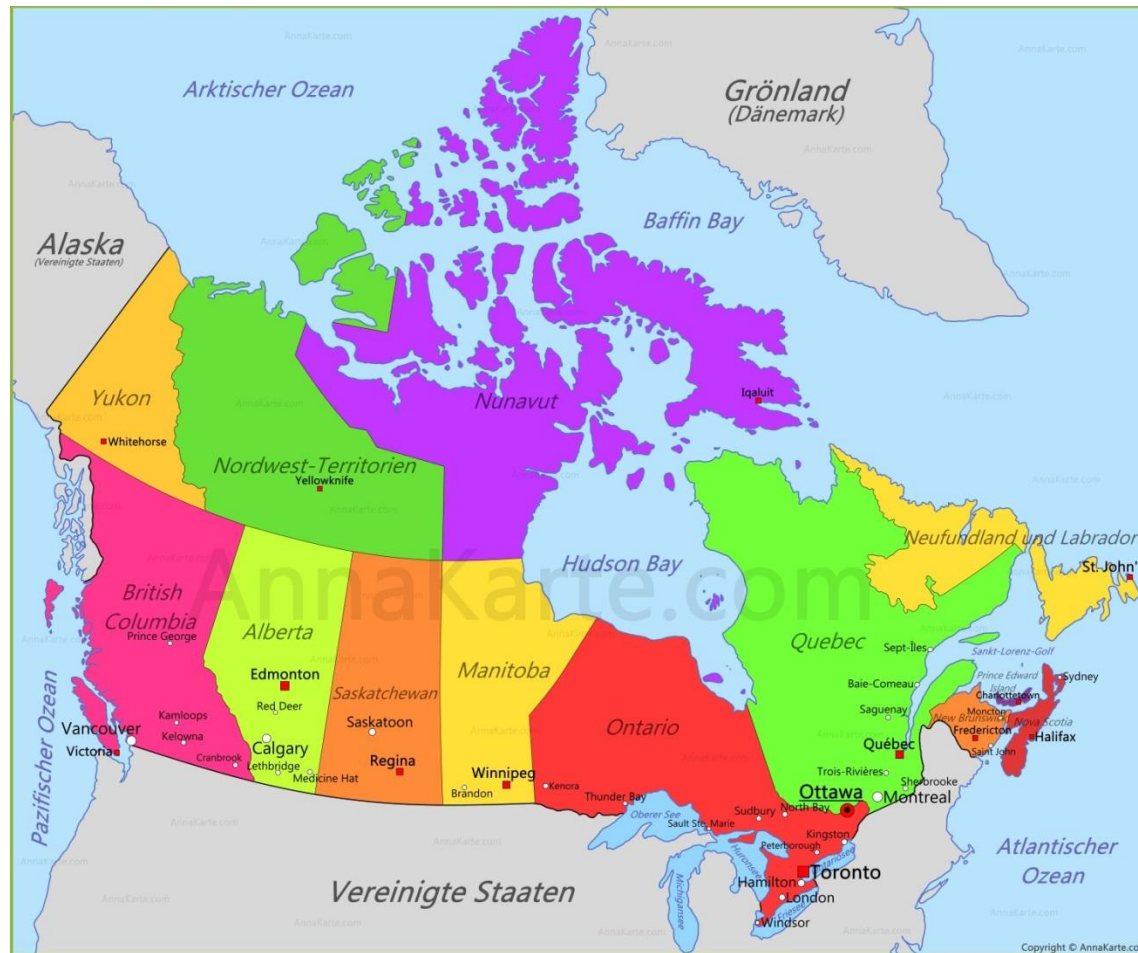 AnnaKarte.com
Arktischer Ozean
Grönland
(Dänemark)
Baffin Bay
Alaska
(Vereinigte Staaten)
Yukon
Whitehorse
Nordwest-Territorien
Yellowknife
Nunavut
Iqaluit
Hudson Bay
Neufundland und Labrador
St. John'
British
Columbia
Prince George
Alberta
Edmonton
Red Deer
Saskatchewan
Saskatoon
Manitoba
Ontario
Quebec
Sept-Îles
Sankt-Lorenz-Golf
Baie-Comeau
Prince Edward
Island
Charlottetown
Sydney
Saguenay
Moncton
New Brunswick
Nova Scotia
Fredericton
Halifax
Saint John
Pazifischer Ozean
Vancouver
Victoria
Kamloops
Kelowna
Cranbrook
Calgary
Lethbridge
Medicine Hat
Regina
Winnipeg
Brandon
Kenora
Thunder Bay
Oberer See
Sault Ste. Marie
Sudbury
North Bay
Québec
Trois-Rivières
Sherbrooke
Ottawa
Montreal
Kingston
Peterborough
Ontariosee
Huronsee
Michigansee
Toronto
Hamilton
London
Eriesee
Windsor
Vereinigte Staaten
Atlantischer
Ozean
AnnaKarte.com
Copyright © AnnaKarte.co